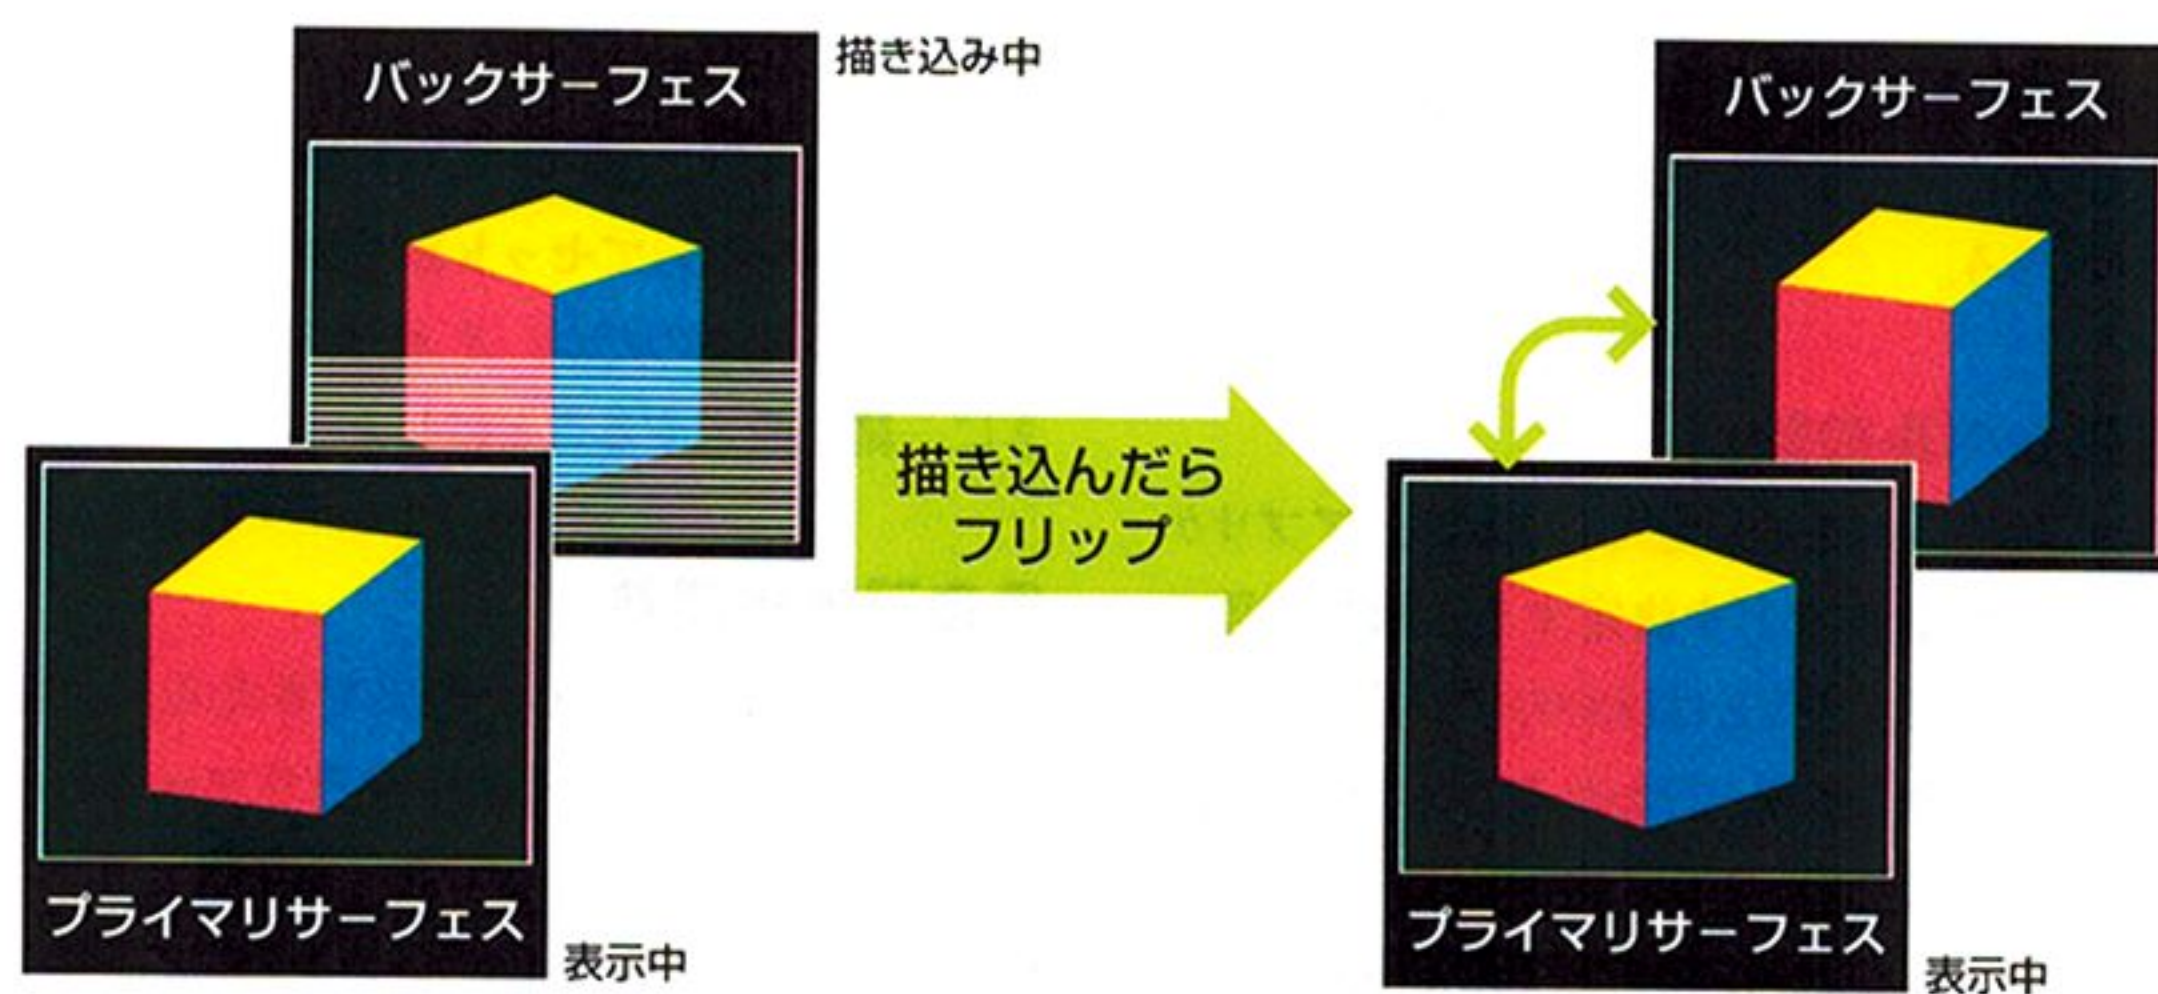 バックサーフェス
描き込み中
プライマリサーフェス
表示中
描き込んだら
フリップ
バックサーフェス
プライマリサーフェス
表示中